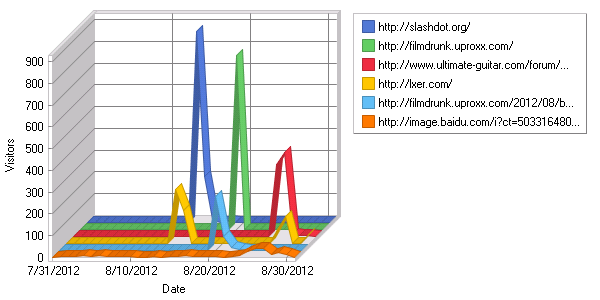 http://slashdot.org/
http://filmdrunk.uproxx.com/
http://www.ultimate-guitar.com/forum/...
http://lxer.com/
http://filmdrunk.uproxx.com/2012/08/b...
http://image.baidu.com/i?ct=503316480...
Visitors
900
800
700
600
500
400
300
200
100
0
7/31/2012 8/10/2012 8/20/2012 8/30/2012
Date